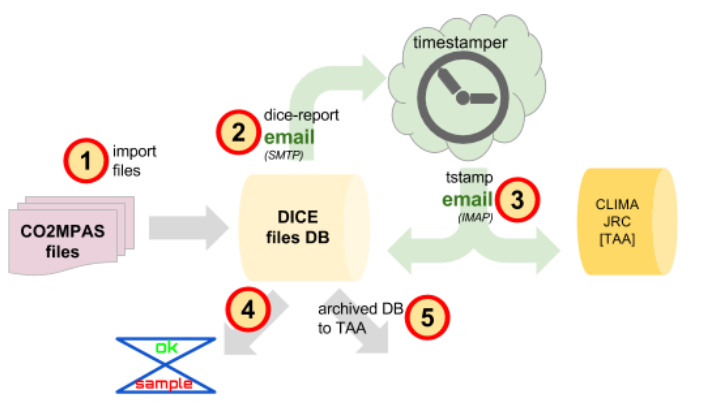 timestamper
2
dice-report
email
(SMTP)
1
import
files
tstamp
email
(IMAP)
3
CO2MPAS
files
DICE
files DB
CLIMA
JRC
[TAA]
4
archived DB
to TAA
5
ok
sample